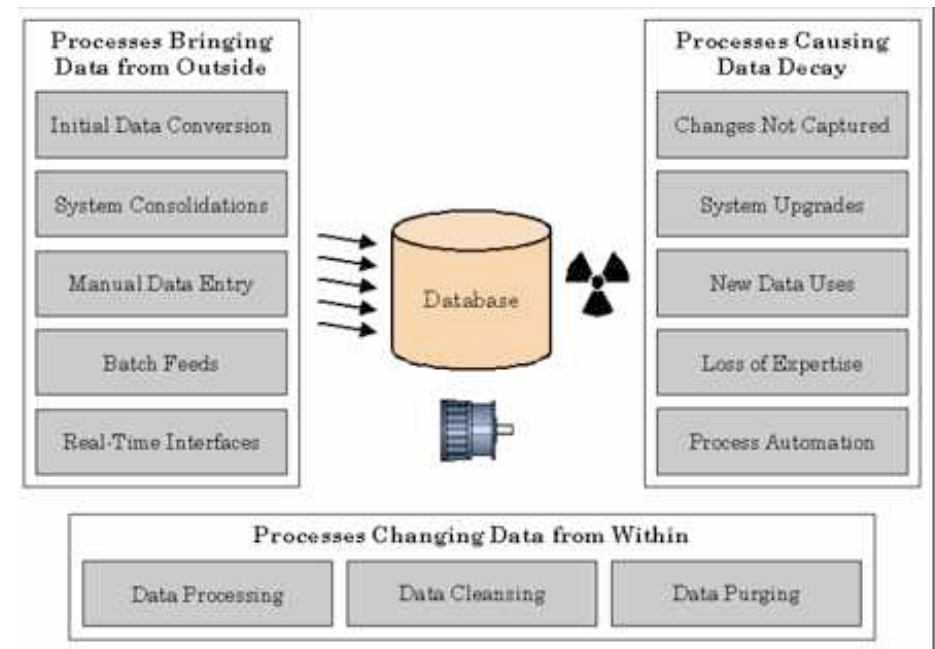 Processes Bringing
Data from Outside
Initial Data Conversion
System Consolidations
Manual Data Entry
Batch Feeds
Real-Time Interfaces
Database
Processes Causing
Data Decay
Changes Not Captured
System Upgrades
New Data Uses
Loss of Expertise
Process Automation
Processes Changing Data from Within
Data Processing
Data Cleansing
Data Purging